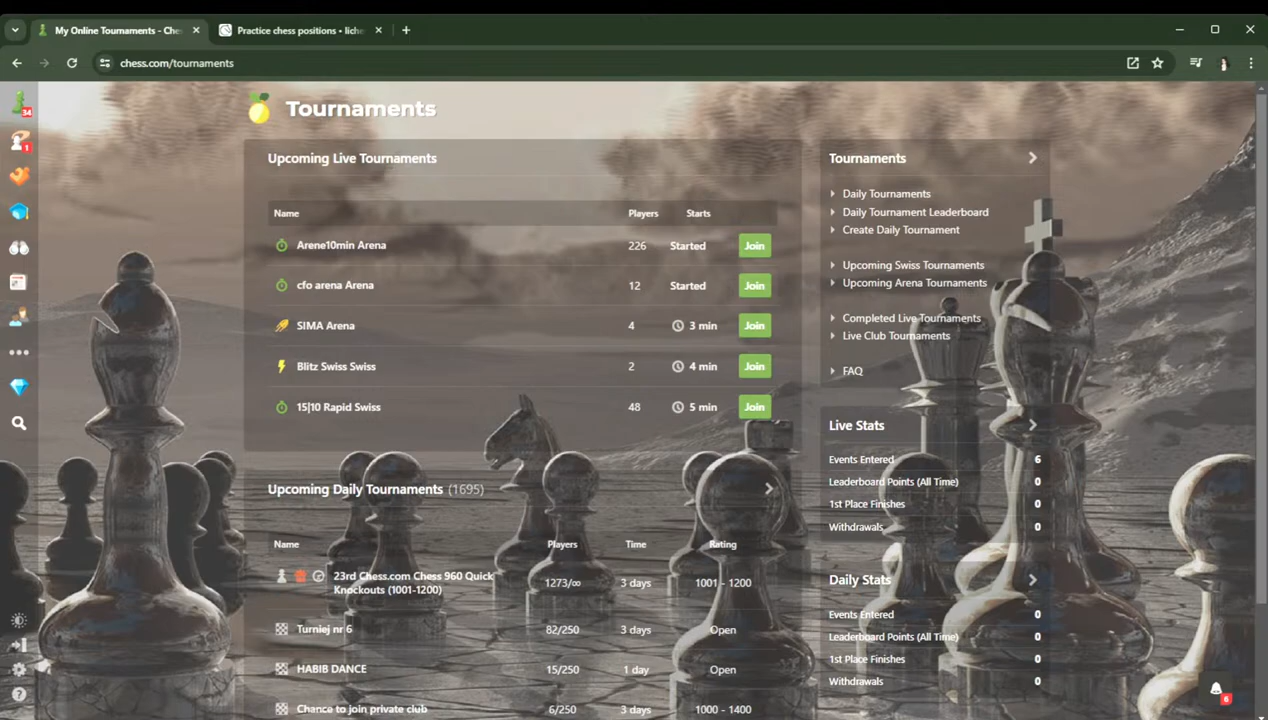 My Online Tournaments - Che
Practice chess positions • liche
chess.com/tournaments
34
1
Tournaments
Upcoming Live Tournaments
Name Players Starts
Arene10min Arena 226 Started Join
cfo arena Arena 12 Started Join
SIMA Arena 4 3 min Join
Blitz Swiss Swiss 2 4 min Join
15|10 Rapid Swiss 48 5 min Join
Upcoming Daily Tournaments (1695)
Name Players Time Rating
23rd Chess.com Chess 960 Quick
Knockouts (1001-1200) 1273/∞ 3 days 1001 - 1200
Turniej nr 6 82/250 3 days Open
HABIB DANCE 15/250 1 day Open
Chance to join private club 6/250 3 days 1000 - 1400
Tournaments
Daily Tournaments
Daily Tournament Leaderboard
Create Daily Tournament
Upcoming Swiss Tournaments
Upcoming Arena Tournaments
Completed Live Tournaments
Live Club Tournaments
FAQ
Live Stats
Events Entered 6
Leaderboard Points (All Time) 0
1st Place Finishes 0
Withdrawals 0
Daily Stats
Events Entered 0
Leaderboard Points (All Time) 0
1st Place Finishes 0
Withdrawals 0
6